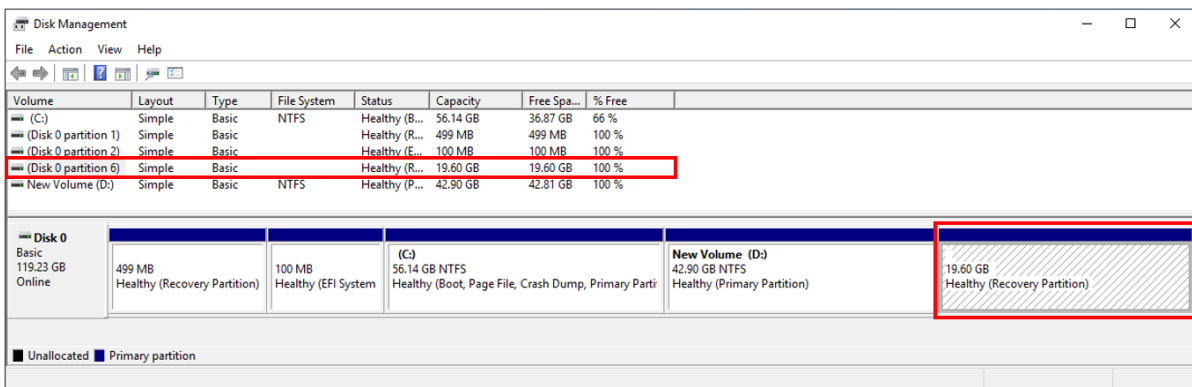 Disk Management
File Action View Help
Volume Layout Type File System Status Capacity Free Spa... % Free
(C:) Simple Basic NTFS Healthy (B... 56.14 GB 36.87 GB 66 %
(Disk 0 partition 1) Simple Basic Healthy (R... 499 MB 499 MB 100 %
(Disk 0 partition 2) Simple Basic Healthy (E... 100 MB 100 MB 100 %
(Disk 0 partition 6) Simple Basic Healthy (R... 19.60 GB 19.60 GB 100 %
New Volume (D:) Simple Basic NTFS Healthy (P... 42.90 GB 42.81 GB 100 %
Disk 0
Basic
119.23 GB
Online
499 MB
Healthy (Recovery Partition)
100 MB
Healthy (EFI System
(C:)
56.14 GB NTFS
Healthy (Boot, Page File, Crash Dump, Primary Parti
New Volume (D:)
42.90 GB NTFS
Healthy (Primary Partition)
19.60 GB
Healthy (Recovery Partition)
Unallocated Primary partition